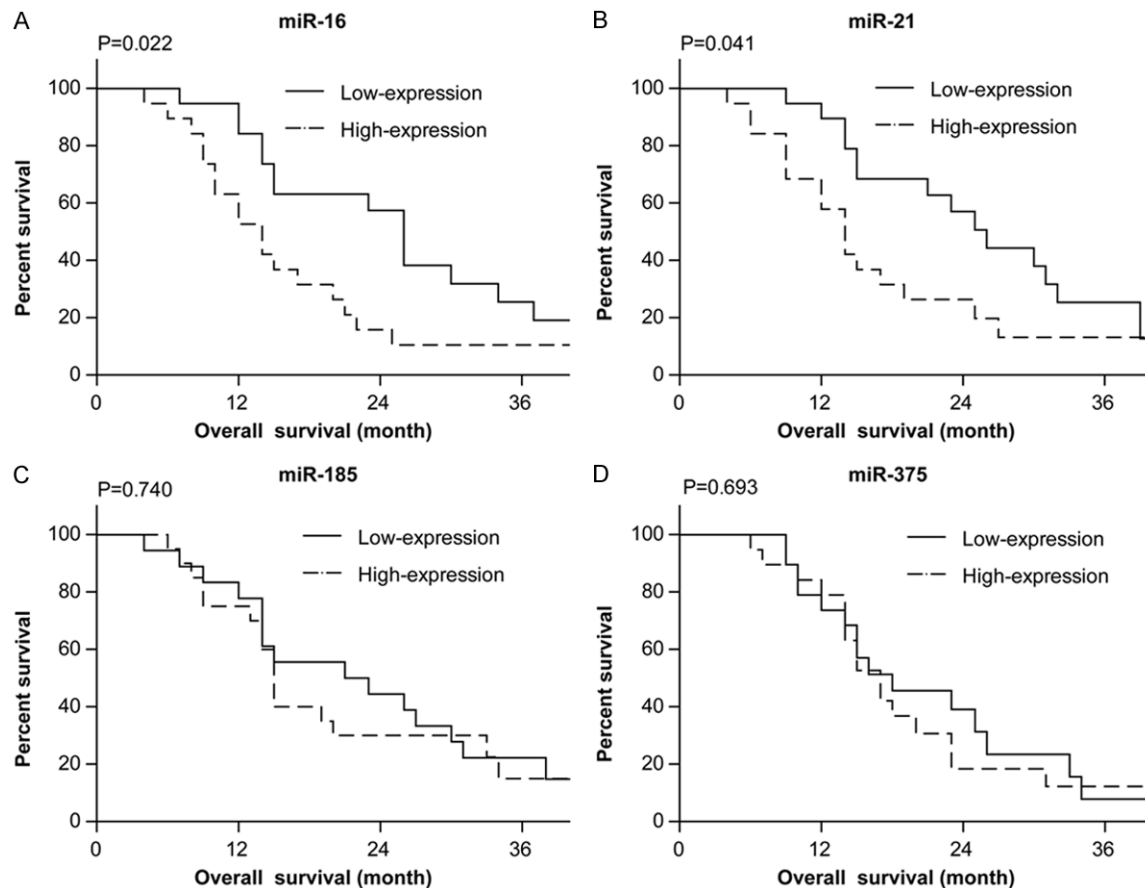 A
miR-16
P=0.022
100
80
60
40
20
0
Percent survival
Low-expression
High-expression
0 12 24 36
Overall survival (month)
B
miR-21
P=0.041
100
80
60
40
20
0
Percent survival
Low-expression
High-expression
0 12 24 36
Overall survival (month)
C
miR-185
P=0.740
100
80
60
40
20
0
Percent survival
Low-expression
High-expression
0 12 24 36
Overall survival (month)
D
miR-375
P=0.693
100
80
60
40
20
0
Percent survival
Low-expression
High-expression
0 12 24 36
Overall survival (month)